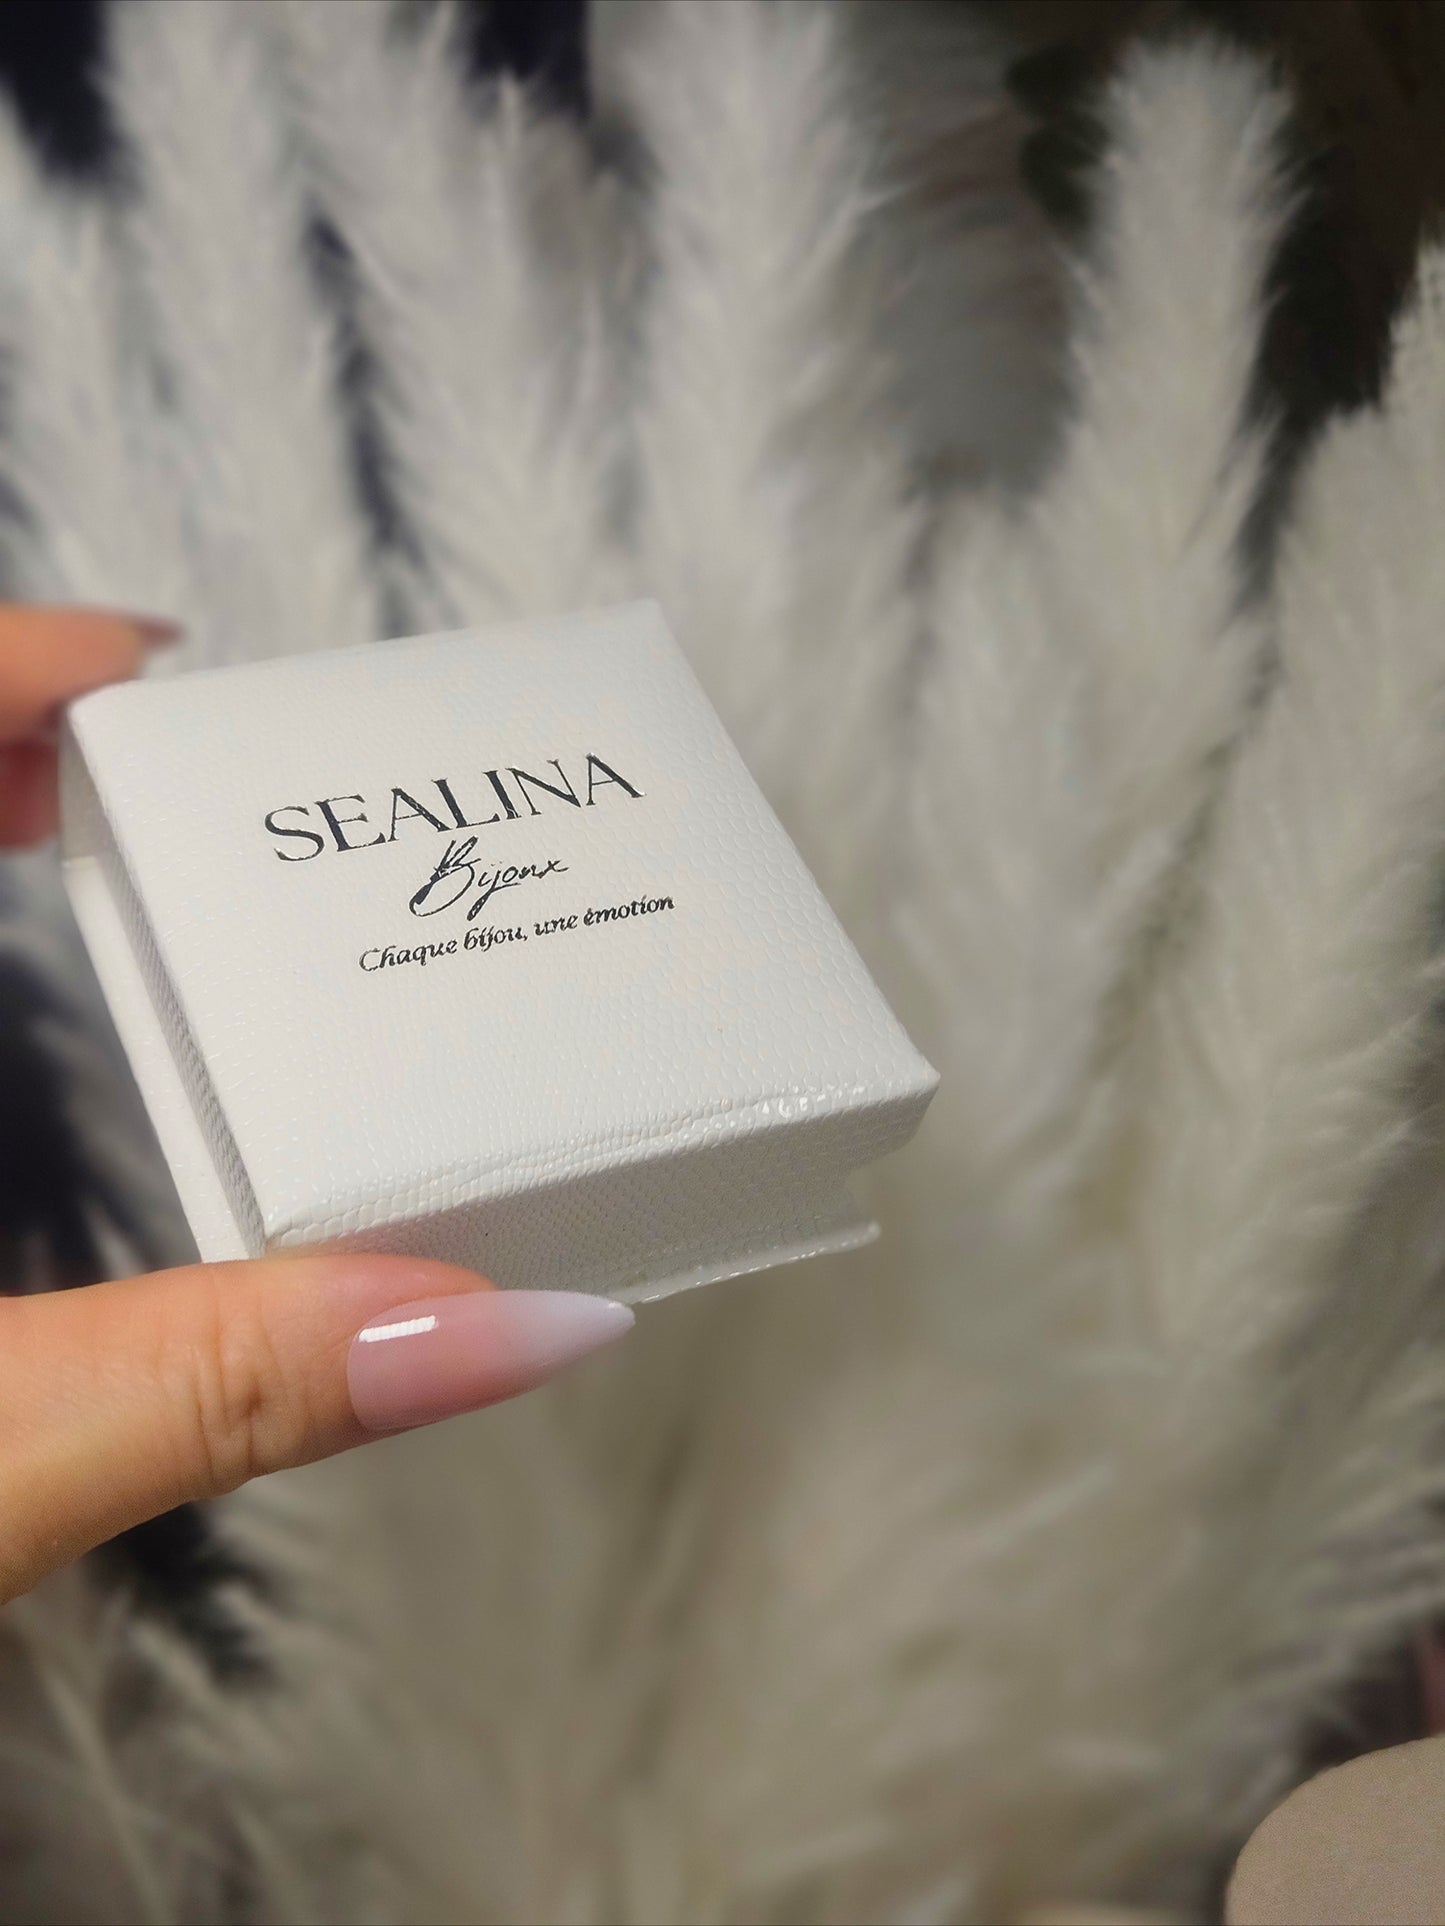 SEALINA
Bijoux
Chaque bijou, une émotion